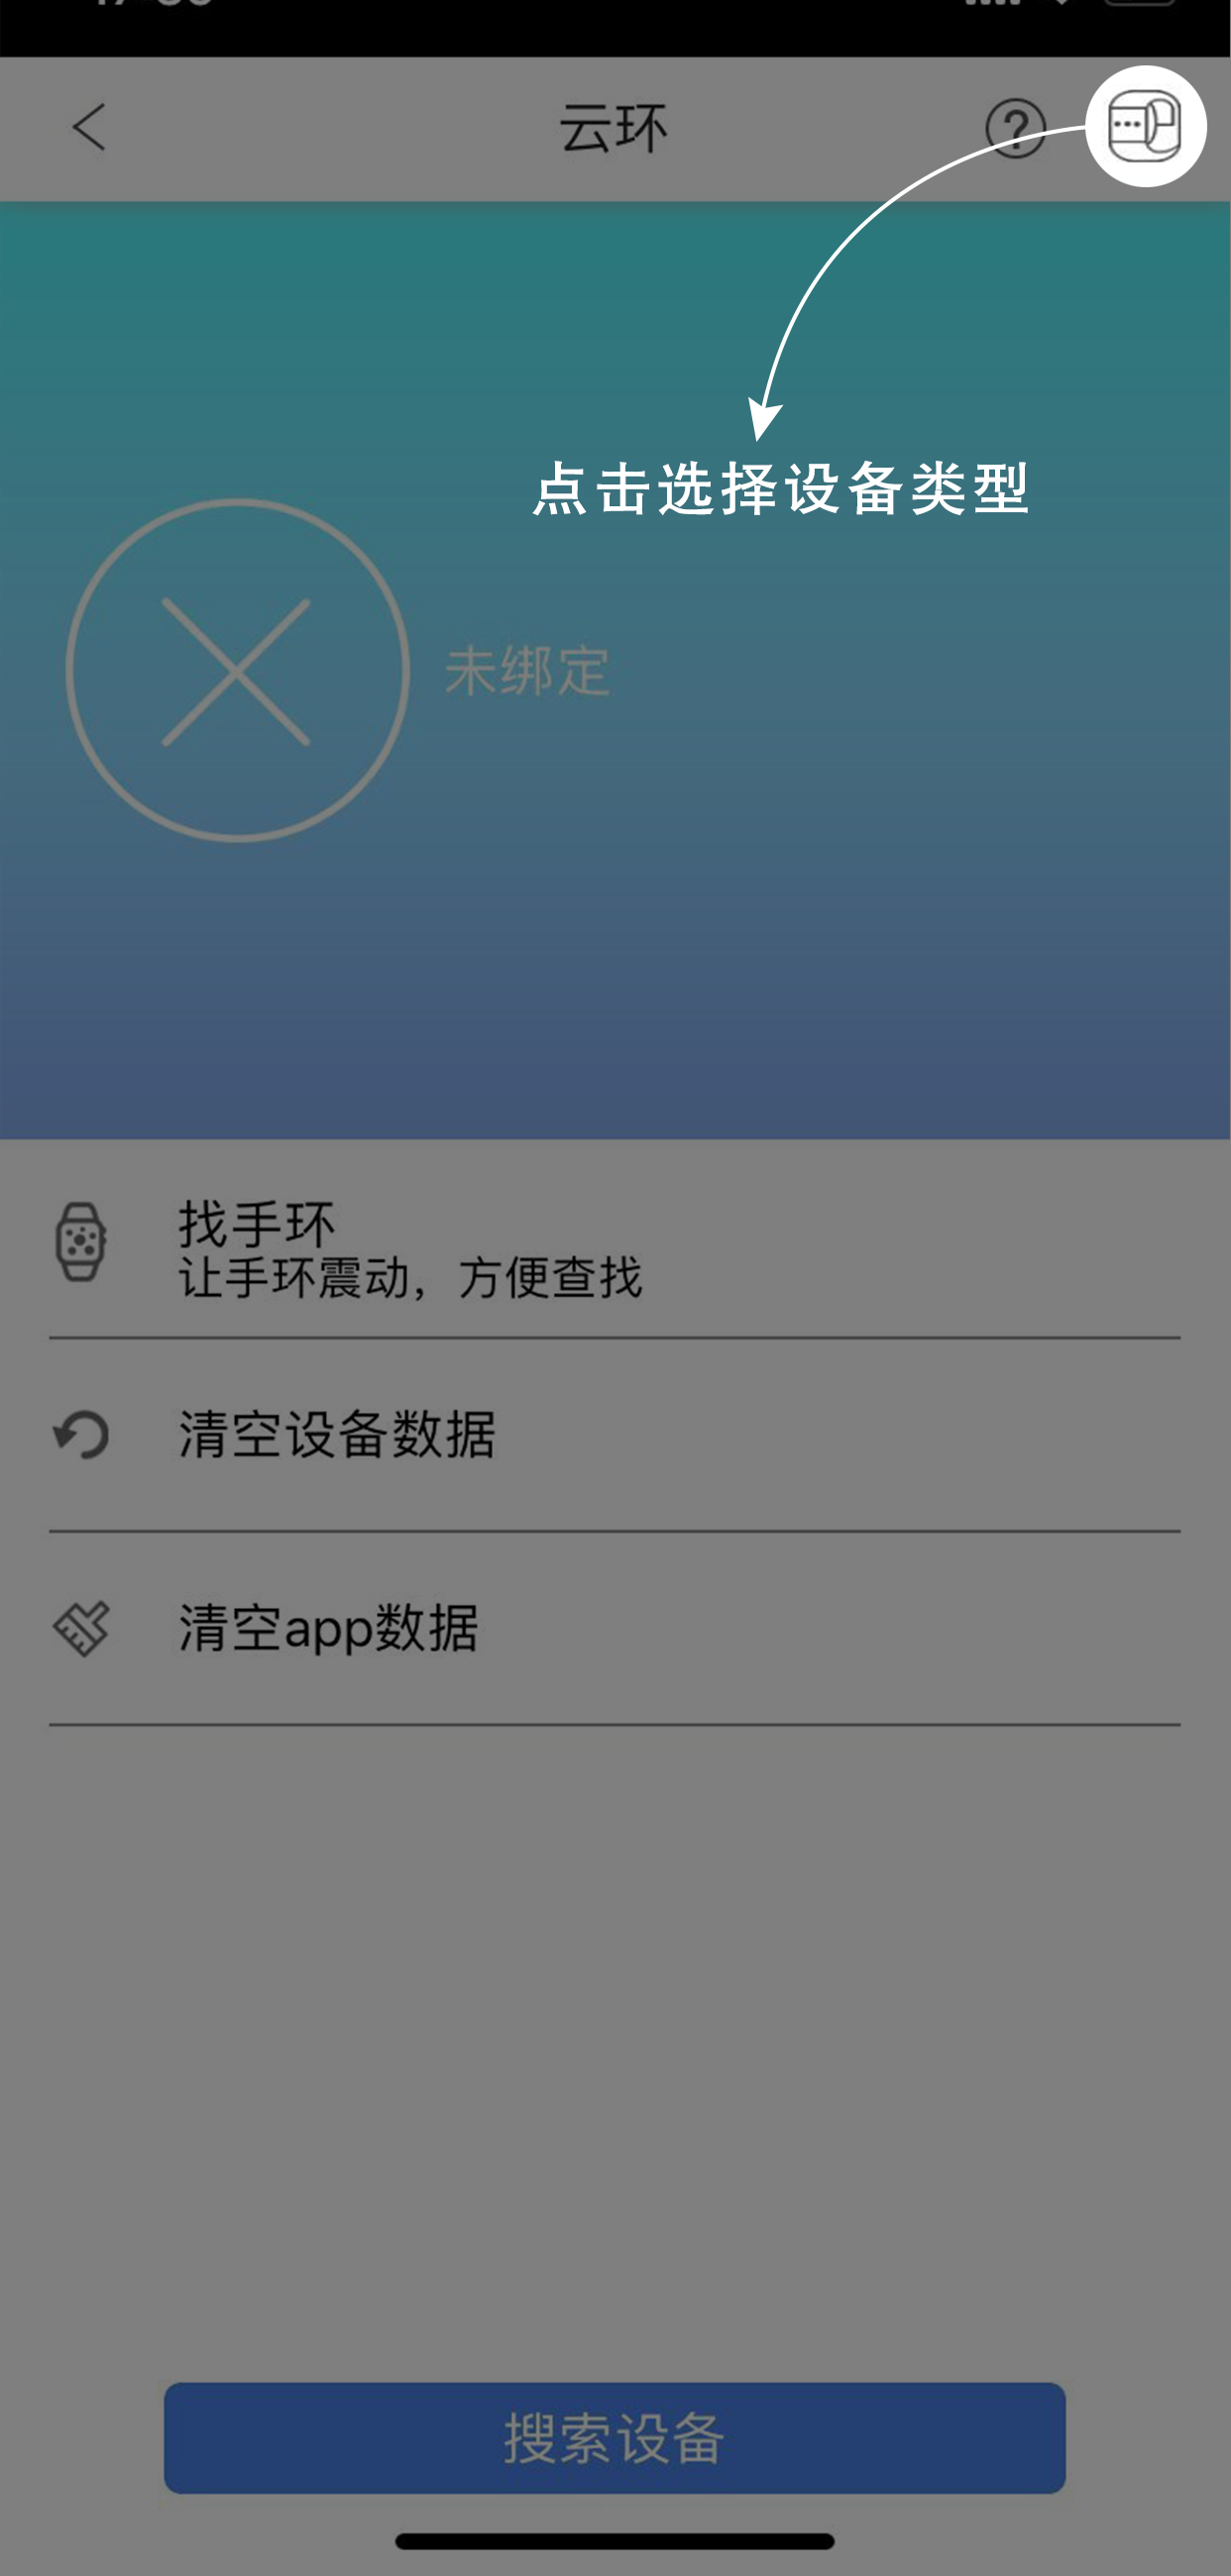 云环
点击选择设备类型
未绑定
找手环
让手环震动，方便查找
清空设备数据
清空app数据
搜索设备